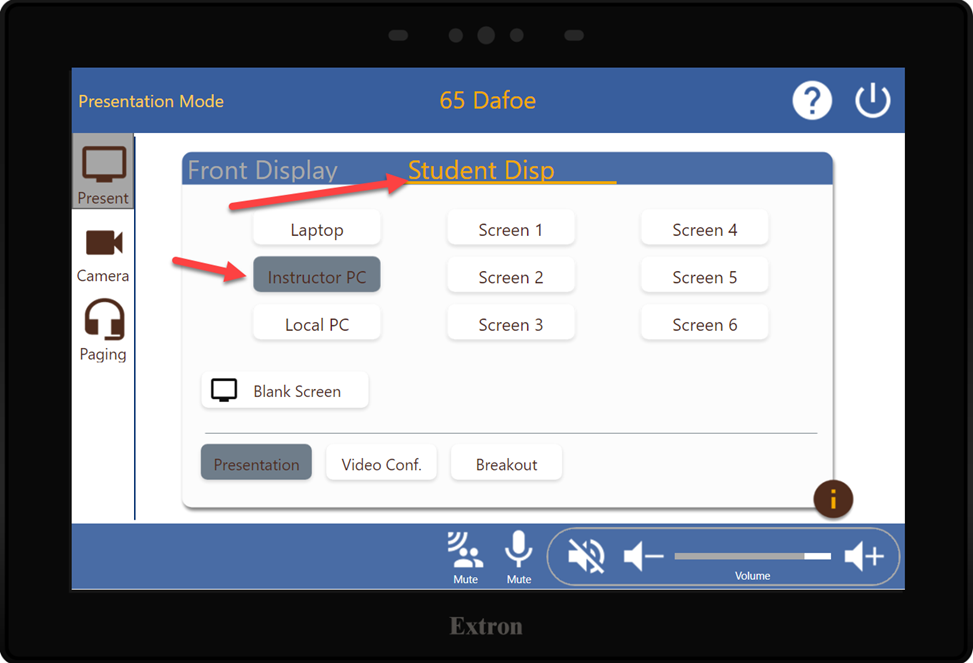 Presentation Mode
65 Dafoe
?
Present
Camera
Paging
Front Display
Student Disp
Laptop
Screen 1
Screen 4
Instructor PC
Screen 2
Screen 5
Local PC
Screen 3
Screen 6
Blank Screen
Presentation
Video Conf.
Breakout
i
Mute
Mute
Volume
Extron